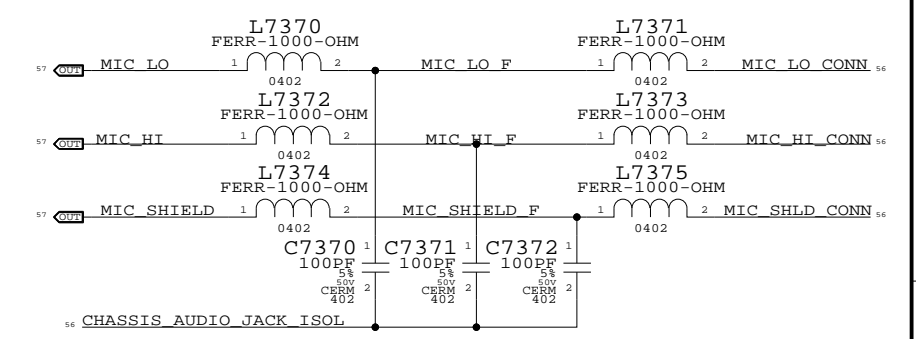 L7370 L7371
FERR-1000-OHM FERR-1000-OHM
57 OUT MIC_LO 1 2 MIC_LO_F 1 2 MIC_LO_CONN 56
0402 0402
L7372 L7373
FERR-1000-OHM FERR-1000-OHM
57 OUT MIC_HI 1 2 MIC_HI_F 1 2 MIC_HI_CONN 56
0402 0402
L7374 L7375
FERR-1000-OHM FERR-1000-OHM
57 OUT MIC_SHIELD 1 2 MIC_SHIELD_F 1 2 MIC_SHLD_CONN 56
0402 0402
C7370 1 C7371 1 C7372 1
100PF 100PF 100PF
5% 5% 5%
50V 50V 50V
CERM 2 CERM 2 CERM 2
402 402 402
56 CHASSIS_AUDIO_JACK_ISOL